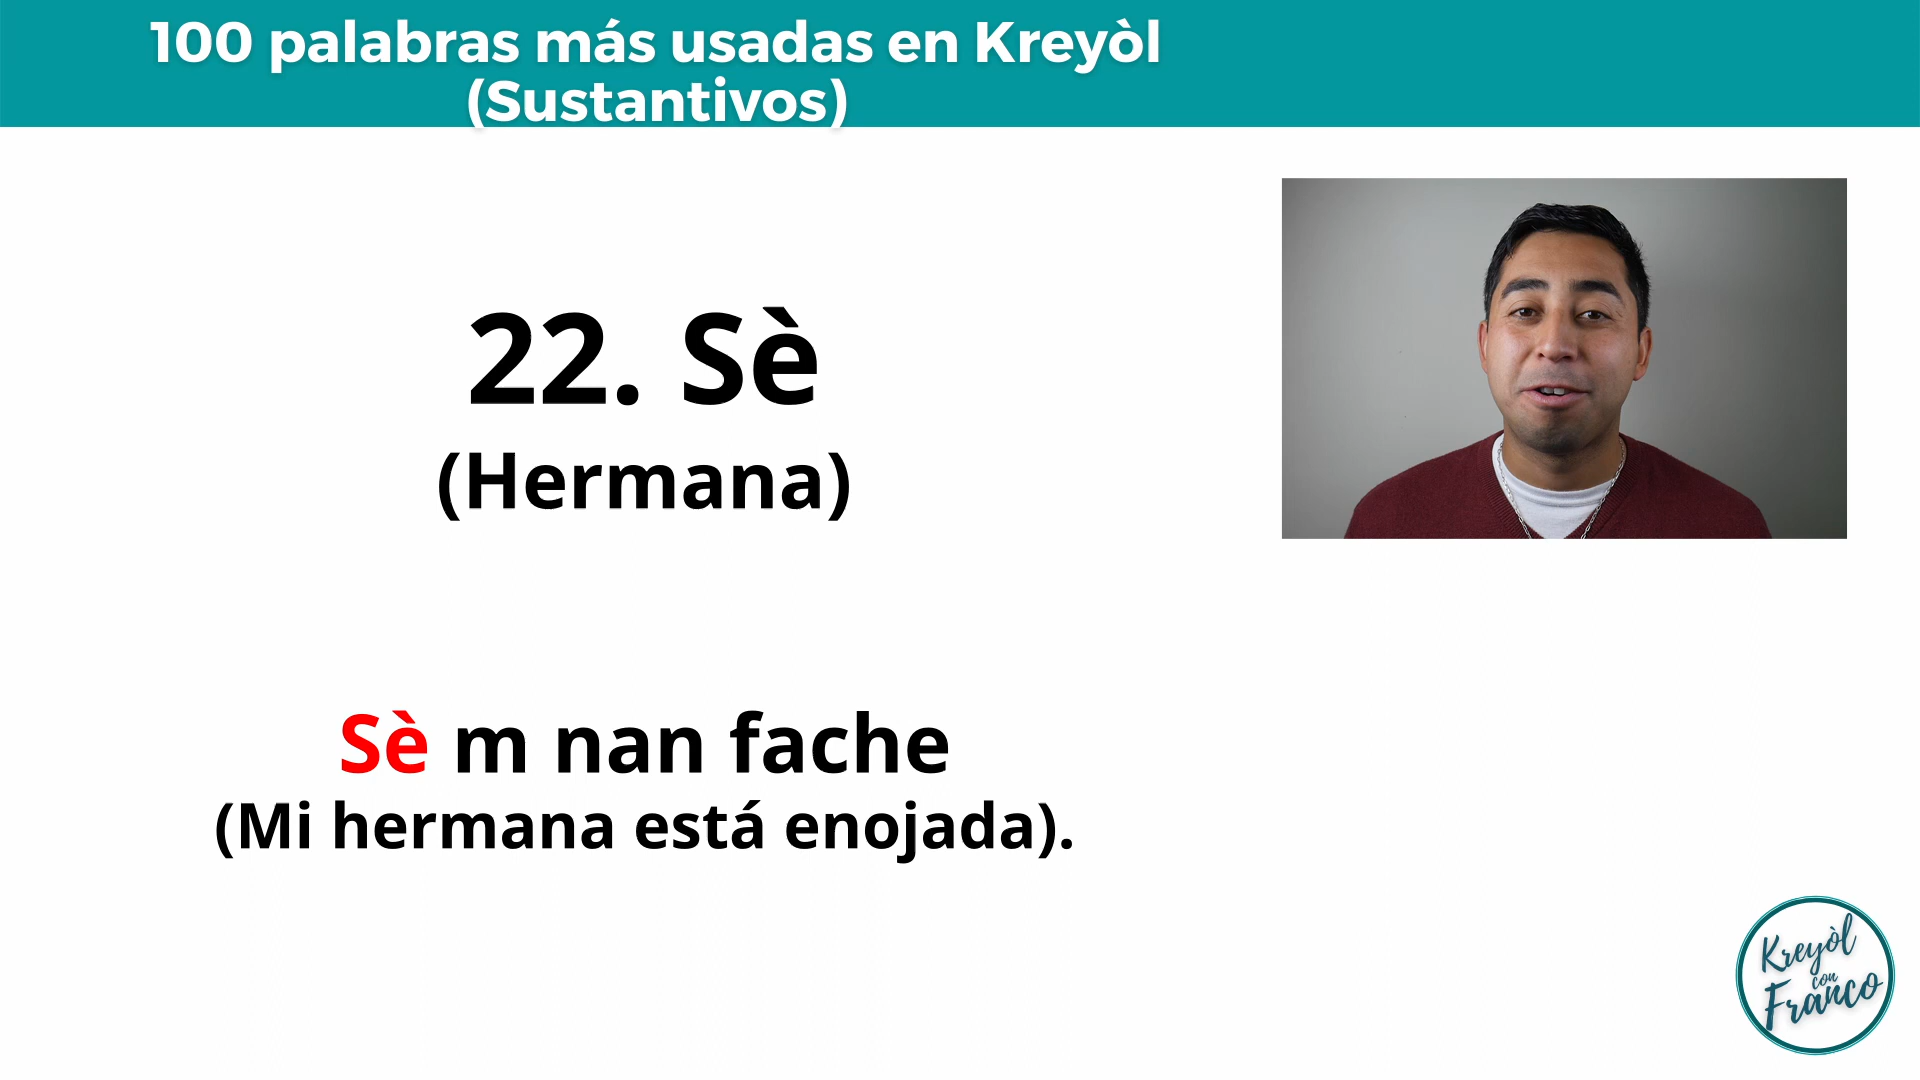 100 palabras más usadas en Kreyòl
(Sustantivos)
22. Sè
(Hermana)
Sè m nan fache
(Mi hermana está enojada).
Kreyòl
con
Franco